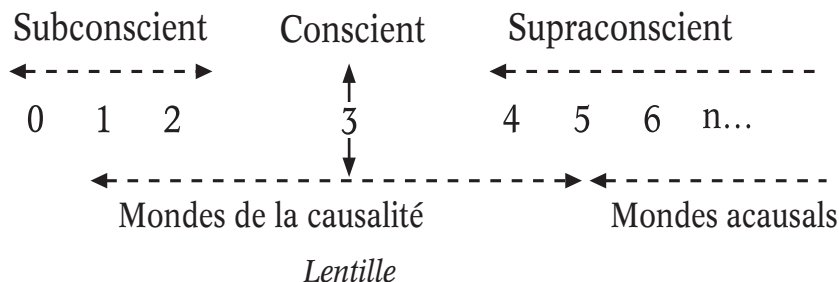 Subconscient Conscient Supraconscient
0 1 2 3 4 5 6 n...
Mondes de la causalité Mondes acausals
Lentille